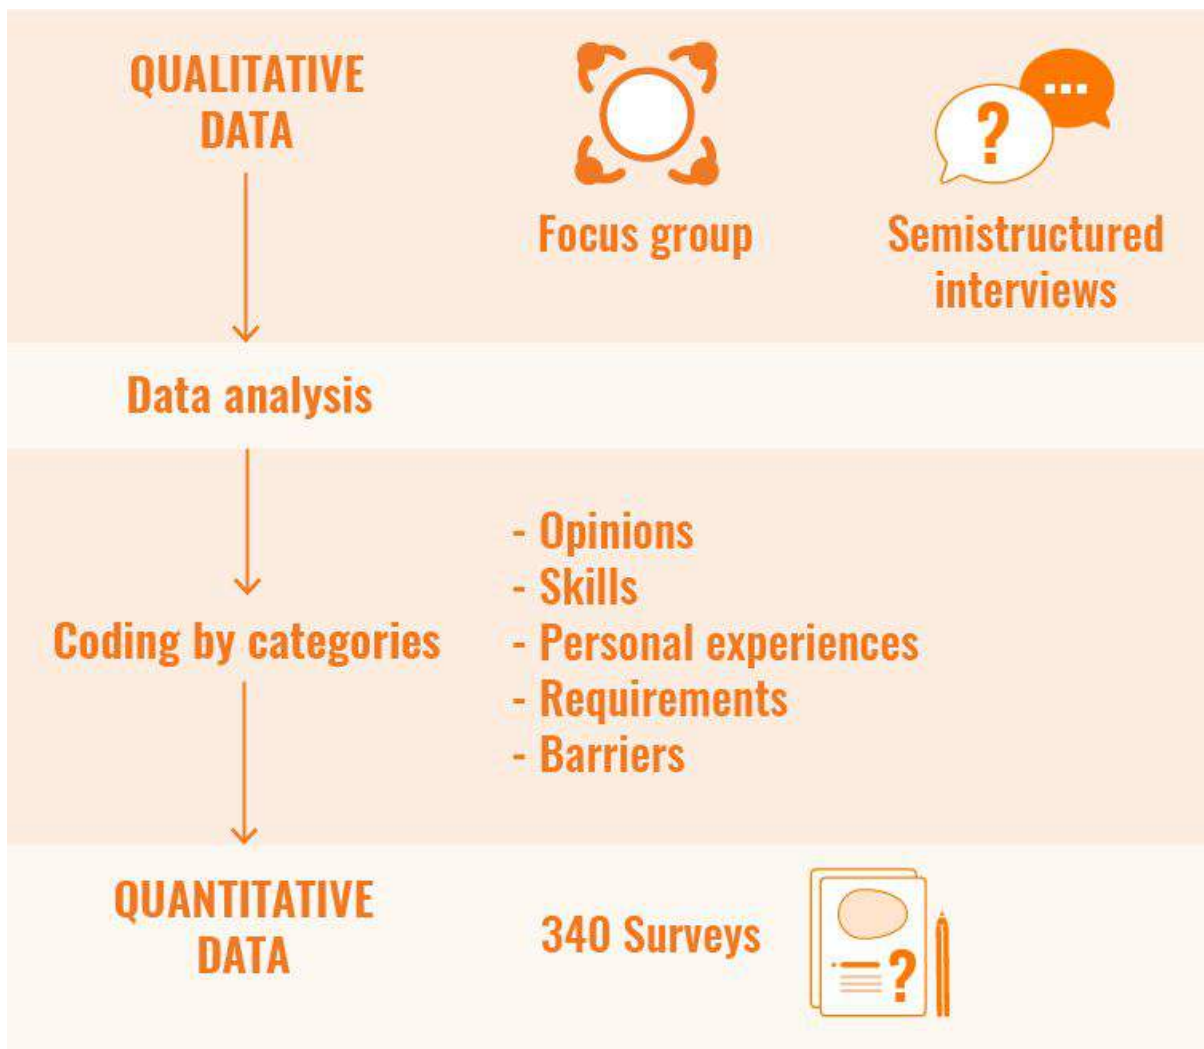 QUALITATIVE
DATA
Focus group
?
...
Semistructured
interviews
Data analysis
Coding by categories
- Opinions
- Skills
- Personal experiences
- Requirements
- Barriers
QUANTITATIVE
DATA
340 Surveys
?